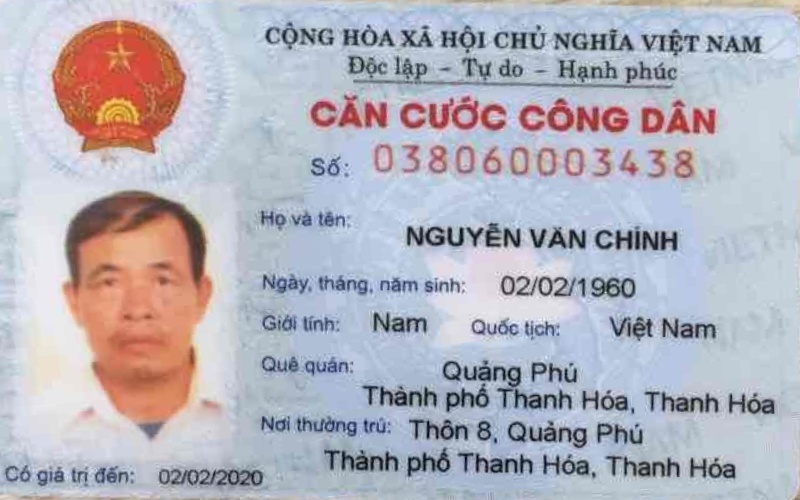 CỘNG HÒA XÃ HỘI CHỦ NGHĨA VIỆT NAM
Độc lập - Tự do - Hạnh phúc
CĂN CƯỚC CÔNG DÂN
Số: 038060003438
Họ và tên: NGUYỄN VĂN CHÍNH
Ngày, tháng, năm sinh: 02/02/1960
Giới tính: Nam Quốc tịch: Việt Nam
Quê quán: Quảng Phú
Thành phố Thanh Hóa, Thanh Hóa
Nơi thường trú: Thôn 8, Quảng Phú
Thành phố Thanh Hóa, Thanh Hóa
Có giá trị đến: 02/02/2020